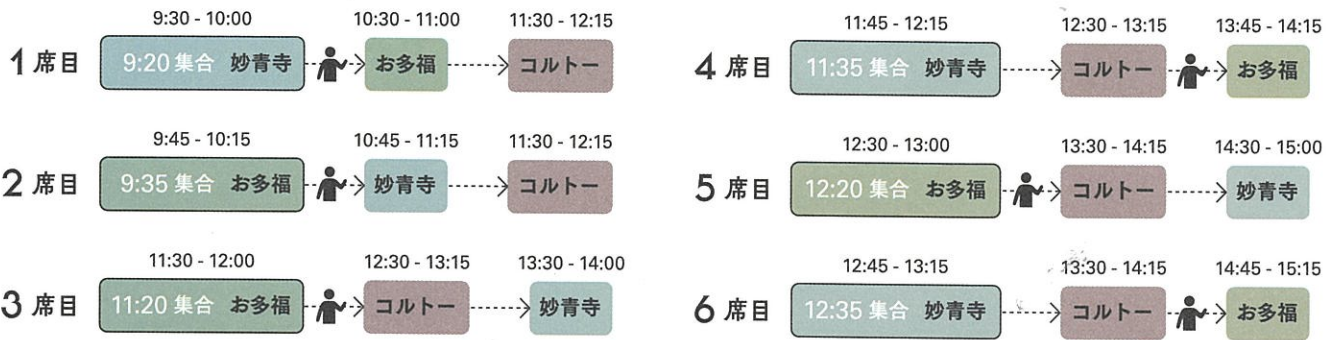 9:30 - 10:00 10:30 - 11:00 11:30 - 12:15
1 席目 9:20 集合 妙青寺 お多福 コルトー
9:45 - 10:15 10:45 - 11:15 11:30 - 12:15
2 席目 9:35 集合 お多福 妙青寺 コルトー
11:30 - 12:00 12:30 - 13:15 13:30 - 14:00
3 席目 11:20 集合 お多福 コルトー 妙青寺
11:45 - 12:15 12:30 - 13:15 13:45 - 14:15
4 席目 11:35 集合 妙青寺 コルトー お多福
12:30 - 13:00 13:30 - 14:15 14:30 - 15:00
5 席目 12:20 集合 お多福 コルトー 妙青寺
12:45 - 13:15 13:30 - 14:15 14:45 - 15:15
6 席目 12:35 集合 妙青寺 コルトー お多福